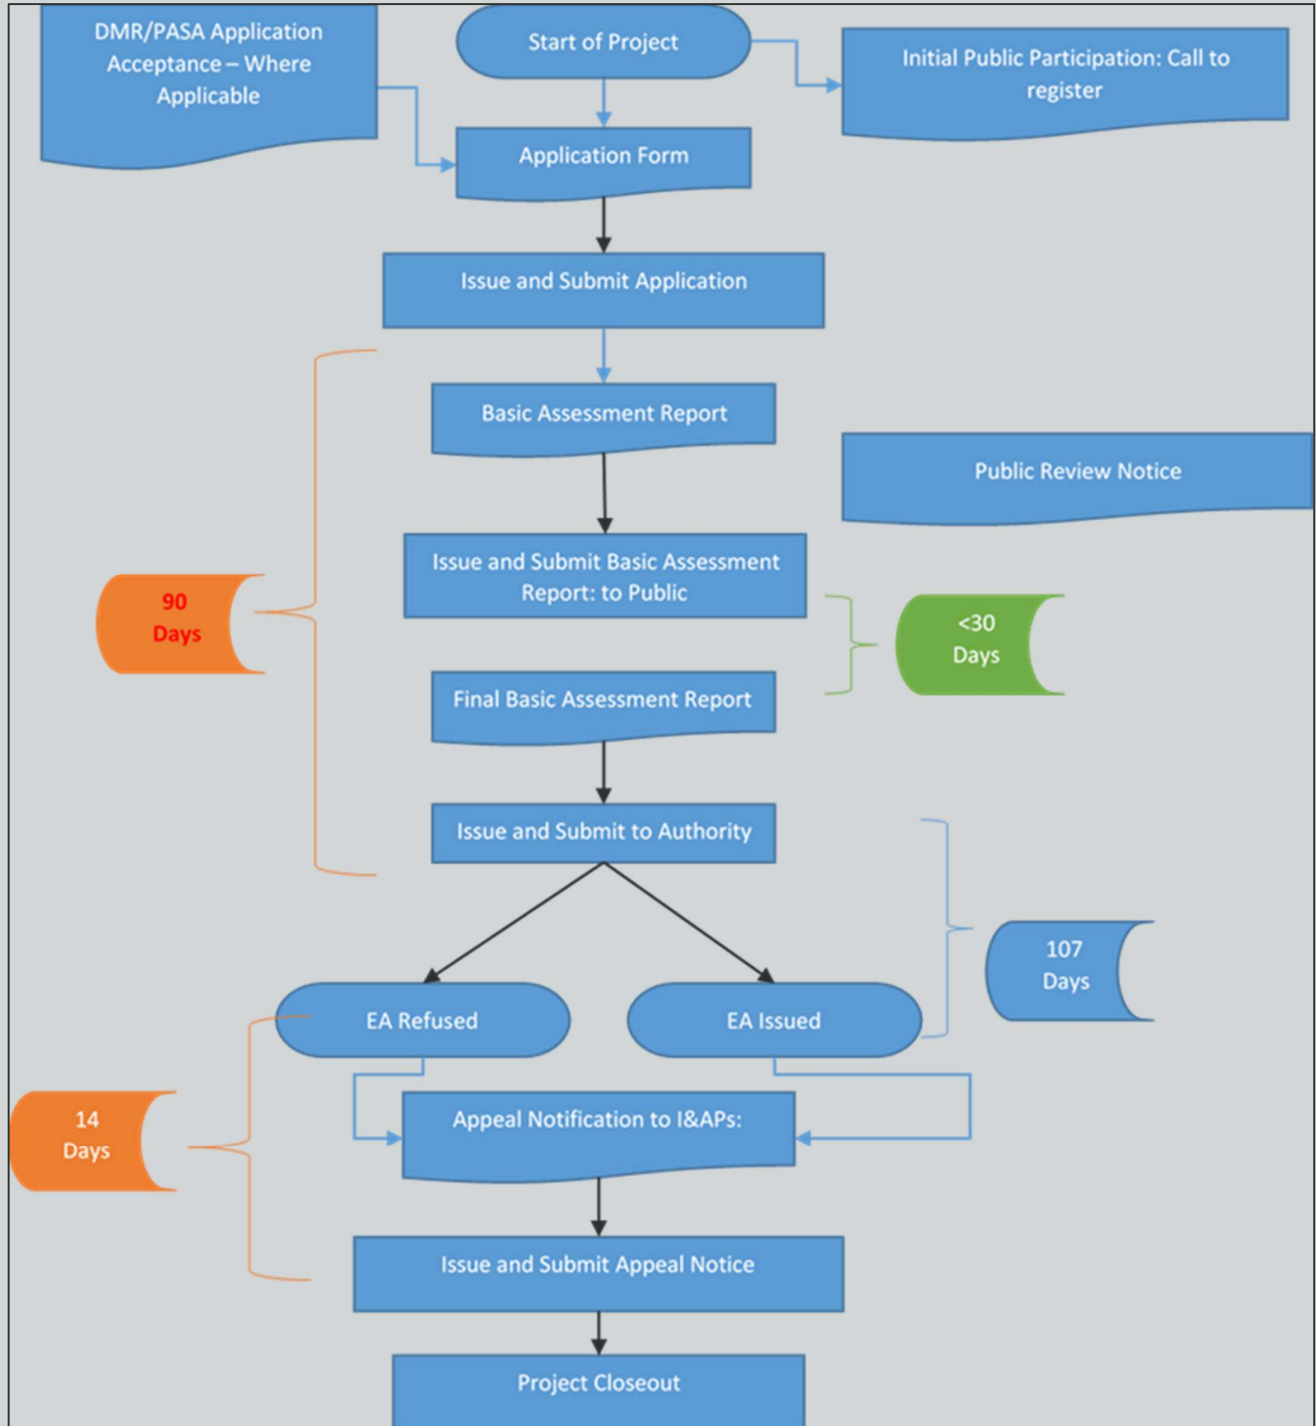 DMR/PASA Application
Acceptance – Where
Applicable
Start of Project
Initial Public Participation: Call to
register
Application Form
Issue and Submit Application
Basic Assessment Report
Public Review Notice
Issue and Submit Basic Assessment
Report: to Public
90
Days
<30
Days
Final Basic Assessment Report
Issue and Submit to Authority
107
Days
EA Refused
EA Issued
14
Days
Appeal Notification to I&APs:
Issue and Submit Appeal Notice
Project Closeout